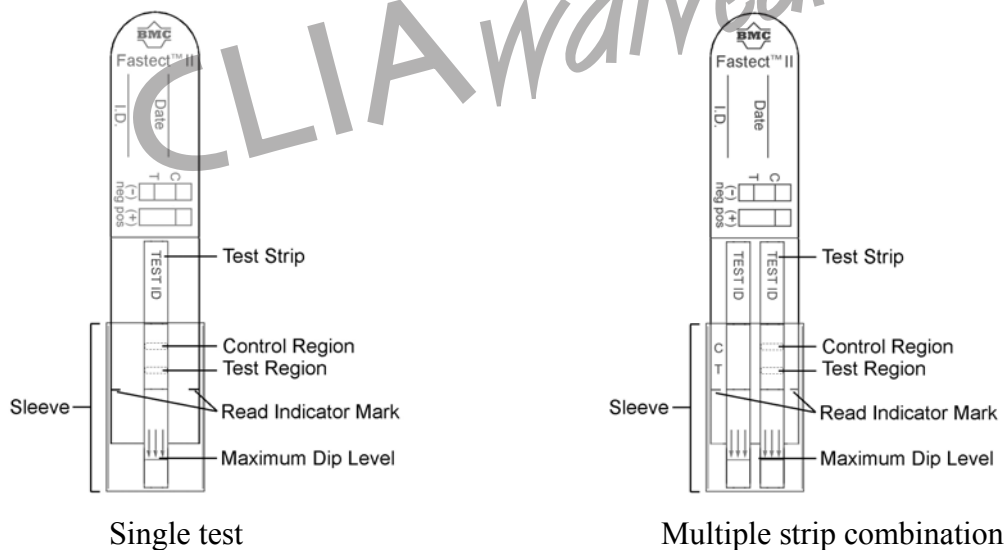 CLIAwaived
BMC
Fastect™ II
I.D.
Date
C
T
(-)
neg
(+)
pos
TEST ID
Test Strip
Control Region
Test Region
Sleeve
Read Indicator Mark
Maximum Dip Level
Single test
BMC
Fastect™ II
I.D.
Date
C
T
(-)
neg
(+)
pos
TEST ID
TEST ID
Test Strip
C
Control Region
T
Test Region
Sleeve
Read Indicator Mark
Maximum Dip Level
Multiple strip combination